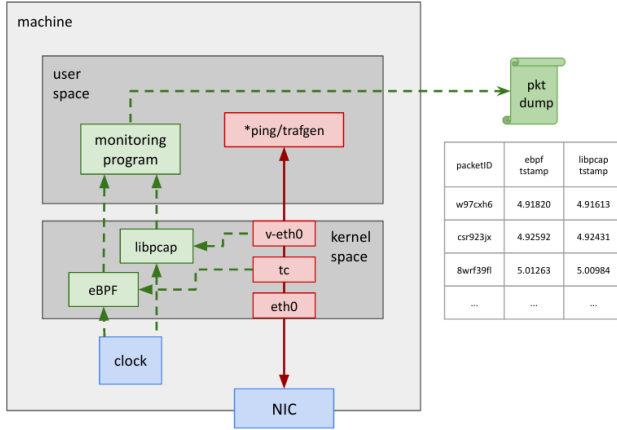 machine
user
space
pkt
dump
monitoring
program
*ping/trafgen
packetID
ebpf
tstamp
libpcap
tstamp
w97cxh6
4.91820
4.91613
csr923jx
4.92592
4.92431
8wrf39fl
5.01263
5.00984
...
...
...
v-eth0
kernel
space
libpcap
tc
eBPF
eth0
clock
NIC